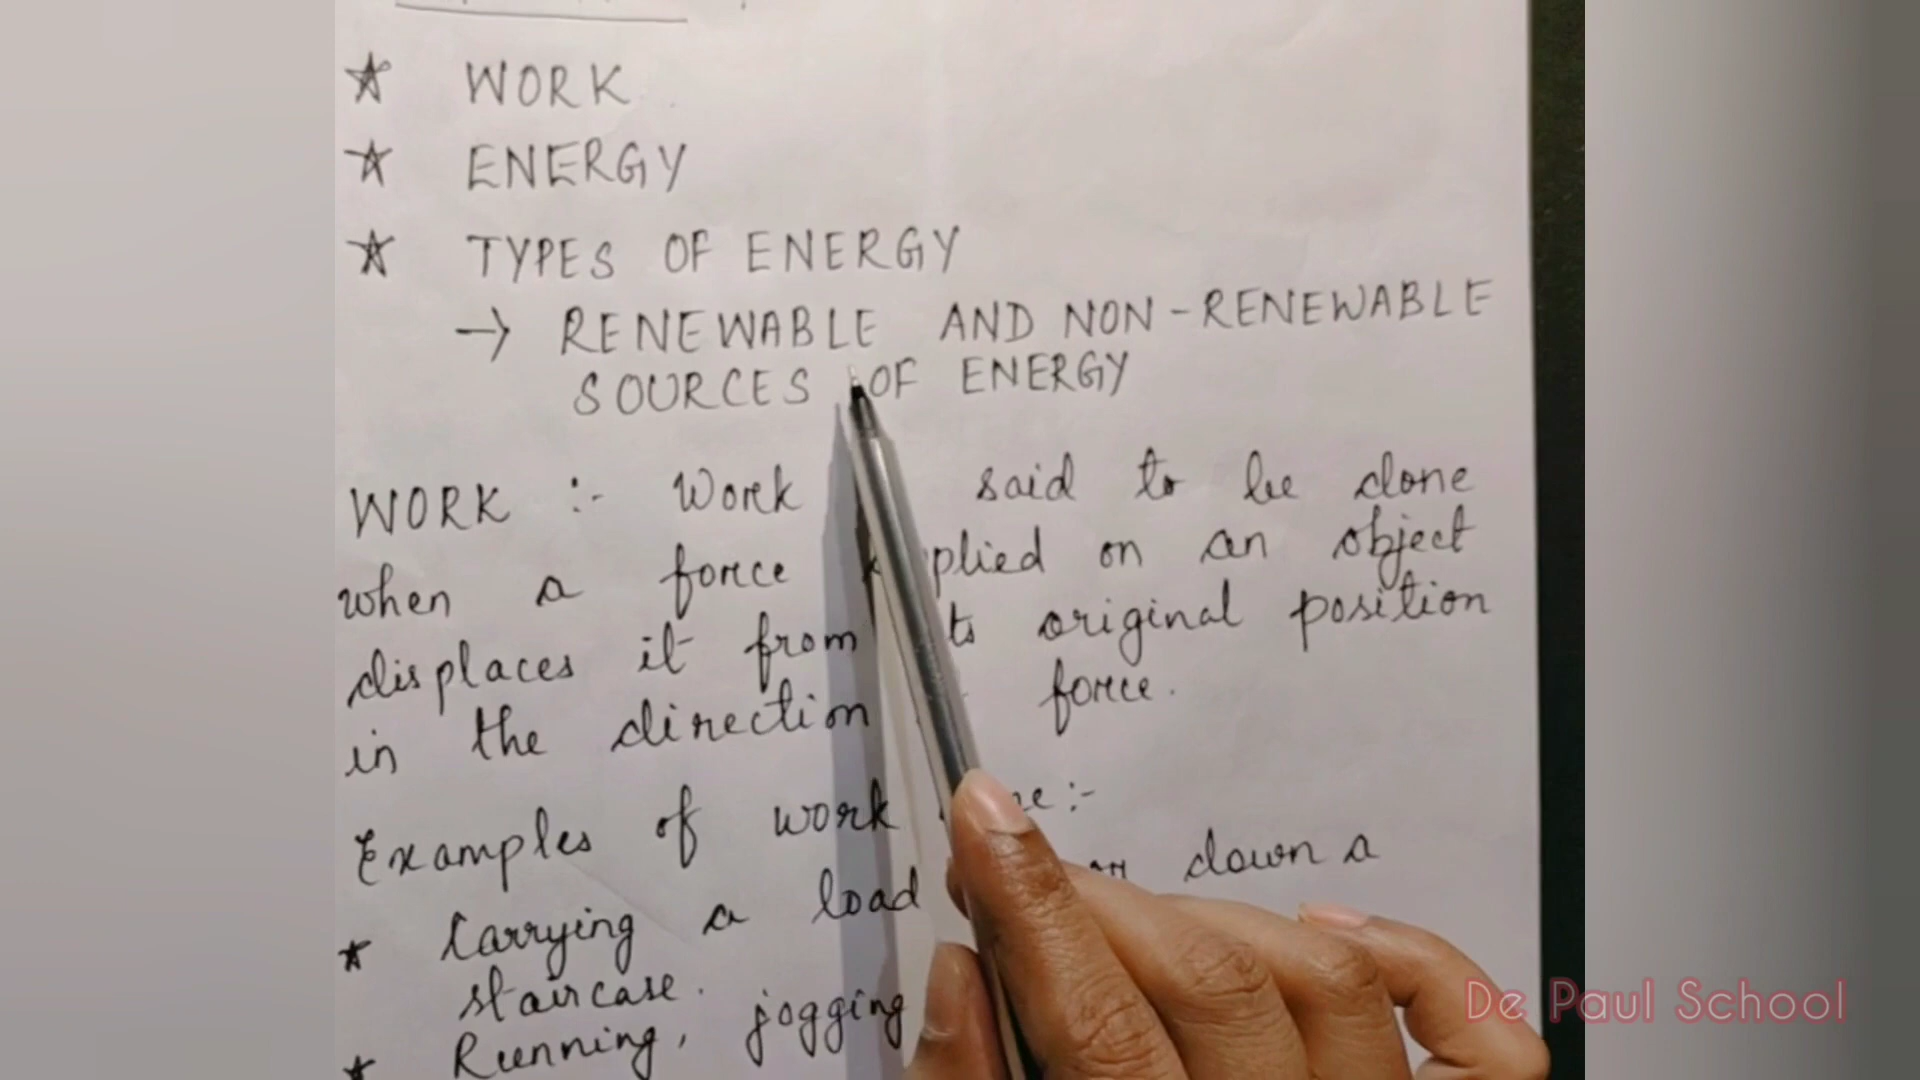 ★ WORK
★ ENERGY
★ TYPES OF ENERGY
→ RENEWABLE AND NON-RENEWABLE
SOURCES OF ENERGY
WORK :- Work said to be done
when a force applied on an object
displaces it from its original position
in the direction force.
Examples of work
★ Carrying a load down a
staircase.
★ Running, jogging
De Paul School